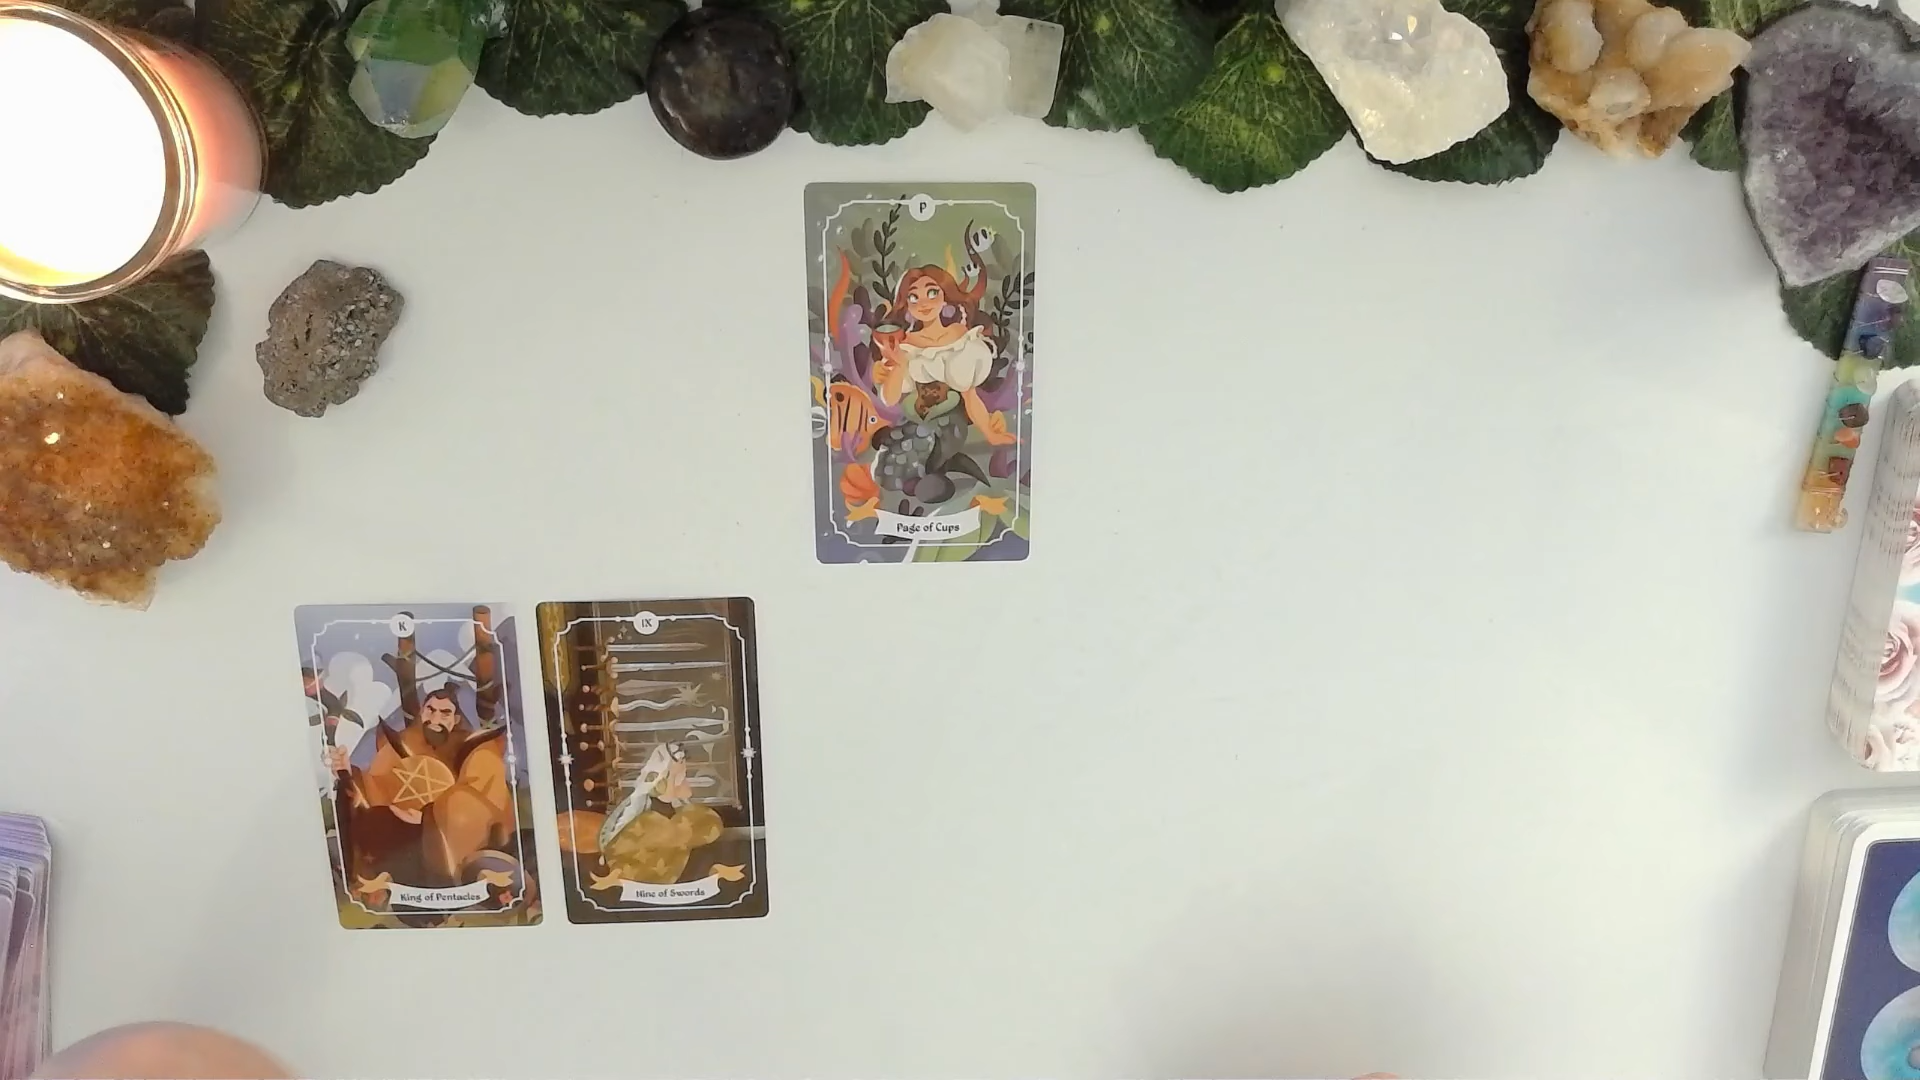 P
Page of Cups
K
King of Pentacles
IX
Nine of Swords